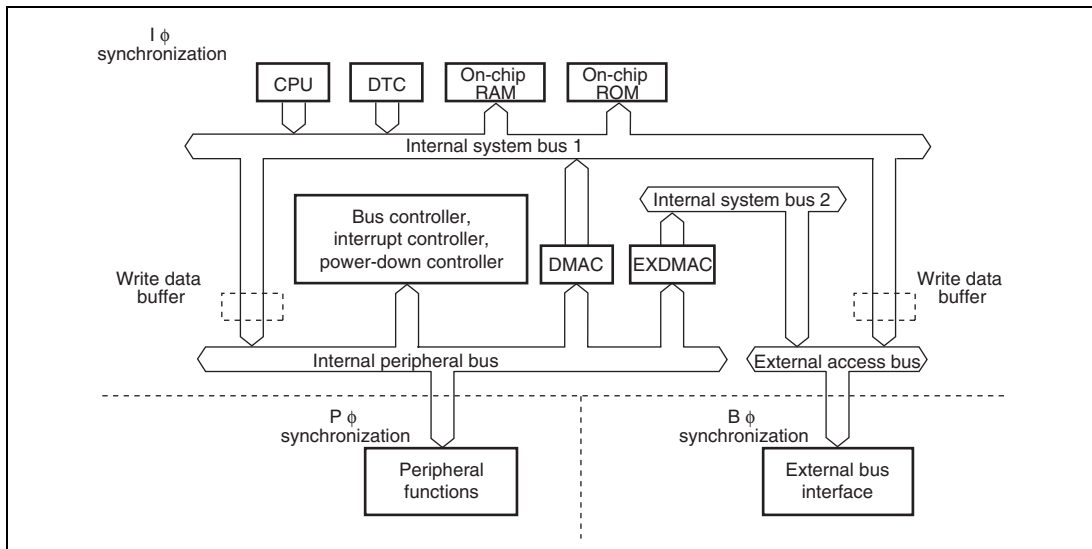 I ϕ
synchronization
CPU
DTC
On-chip
RAM
On-chip
ROM
Internal system bus 1
Internal system bus 2
Bus controller,
interrupt controller,
power-down controller
DMAC
EXDMAC
Write data
buffer
Write data
buffer
Internal peripheral bus
External access bus
P ϕ
synchronization
B ϕ
synchronization
Peripheral
functions
External bus
interface